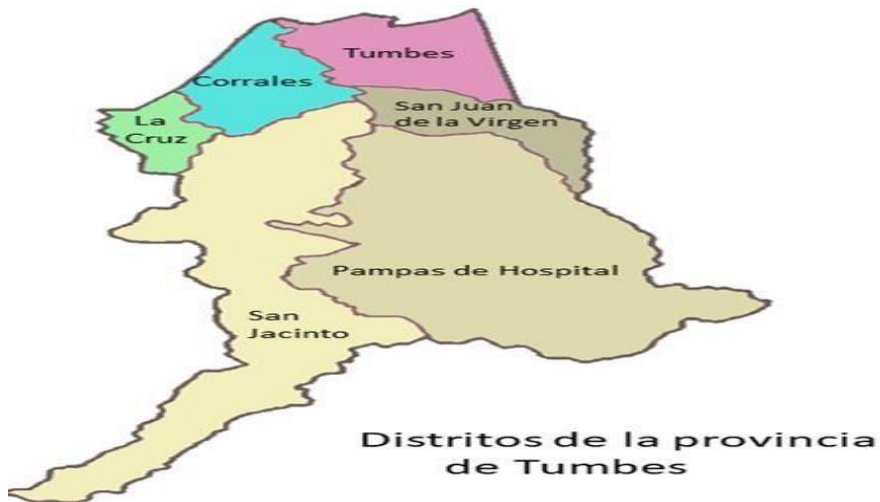 Tumbes
Corrales
San Juan
de la Virgen
La
Cruz
Pampas de Hospital
San
Jacinto
Distritos de la provincia
de Tumbes